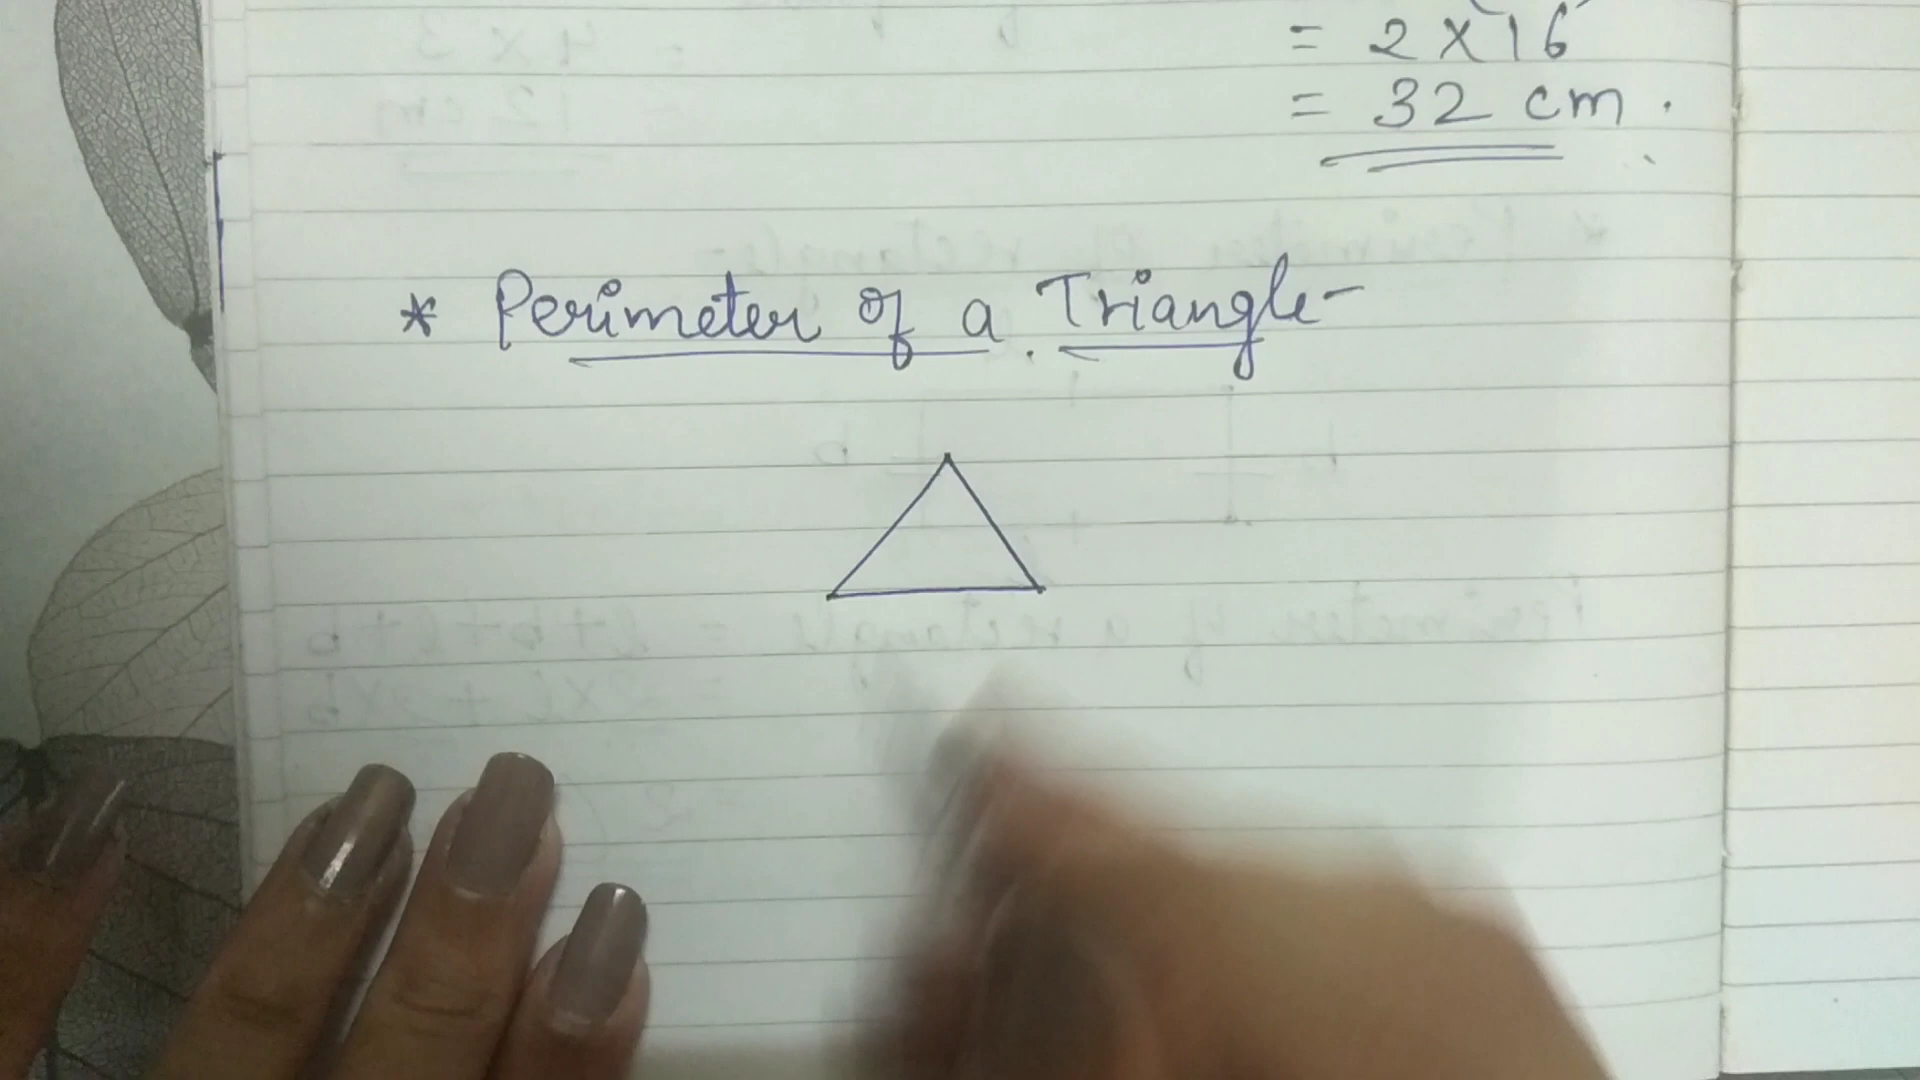 = 2 × 16
= 32 cm.
* Perimeter of a Triangle-